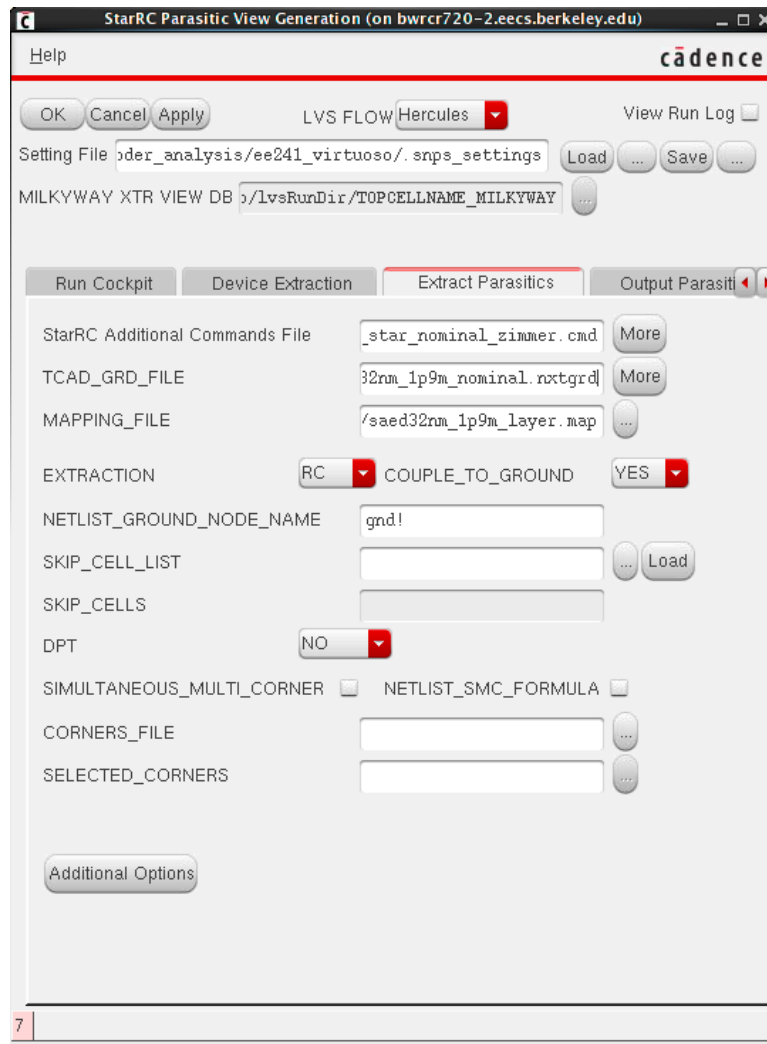 StarRC Parasitic View Generation (on bwrcr720-2.eecs.berkeley.edu)
Help
cādence
OK Cancel Apply LVS FLOW Hercules View Run Log
Setting File oder_analysis/ee241_virtuoso/.snps_settings Load ... Save ...
MILKYWAY XTR VIEW DB o/lvsRunDir/TOPCELLNAME_MILKYWAY ...
Run Cockpit Device Extraction Extract Parasitics Output Parasiti
StarRC Additional Commands File _star_nominal_zimmer.cmd More
TCAD_GRD_FILE 32nm_1p9m_nominal.nxtgrd More
MAPPING_FILE /saed32nm_1p9m_layer.map ...
EXTRACTION RC COUPLE_TO_GROUND YES
NETLIST_GROUND_NODE_NAME gnd!
SKIP_CELL_LIST ... Load
SKIP_CELLS
DPT NO
SIMULTANEOUS_MULTI_CORNER NETLIST_SMC_FORMULA
CORNERS_FILE ...
SELECTED_CORNERS ...
Additional Options
7